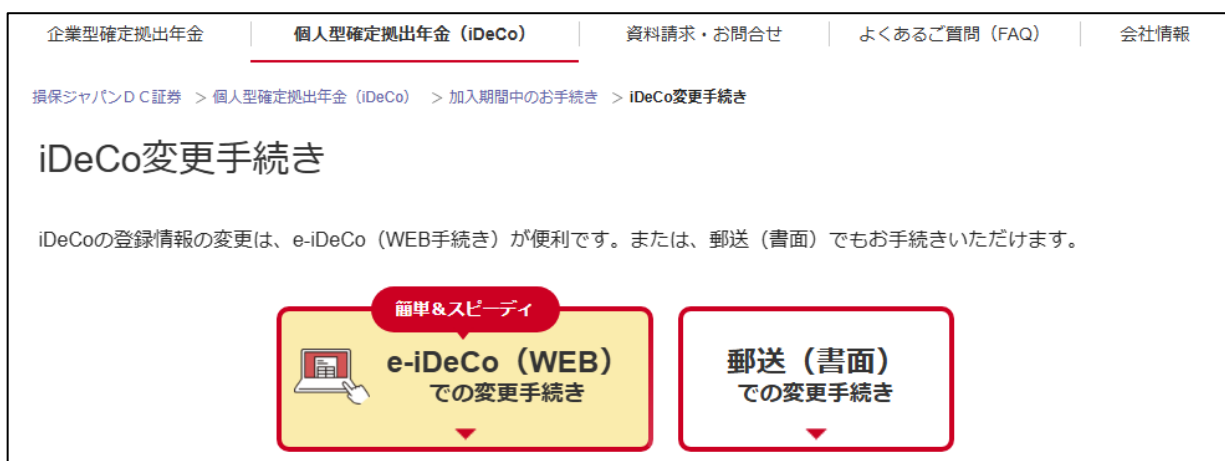 企業型確定拠出年金 個人型確定拠出年金（iDeCo） 資料請求・お問合せ よくあるご質問（FAQ） 会社情報
損保ジャパンＤＣ証券 ＞個人型確定拠出年金（iDeCo） ＞加入期間中のお手続き ＞iDeCo変更手続き
iDeCo変更手続き
iDeCoの登録情報の変更は、e-iDeCo（WEB手続き）が便利です。または、郵送（書面）でもお手続きいただけます。
簡単&スピーディ
e-iDeCo（WEB）
での変更手続き
郵送（書面）
での変更手続き